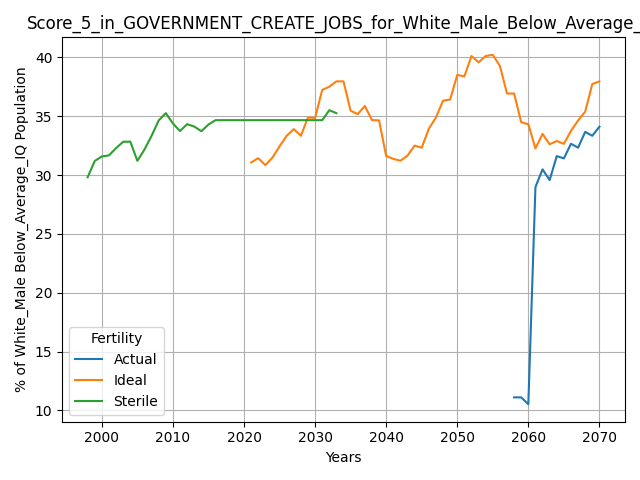 Score_5_in_GOVERNMENT_CREATE_JOBS_for_White_Male_Below_Average_
% of White_Male Below_Average_IQ Population
40
35
30
25
20
15
10
Fertility
Actual
Ideal
Sterile
2000 2010 2020 2030 2040 2050 2060 2070
Years